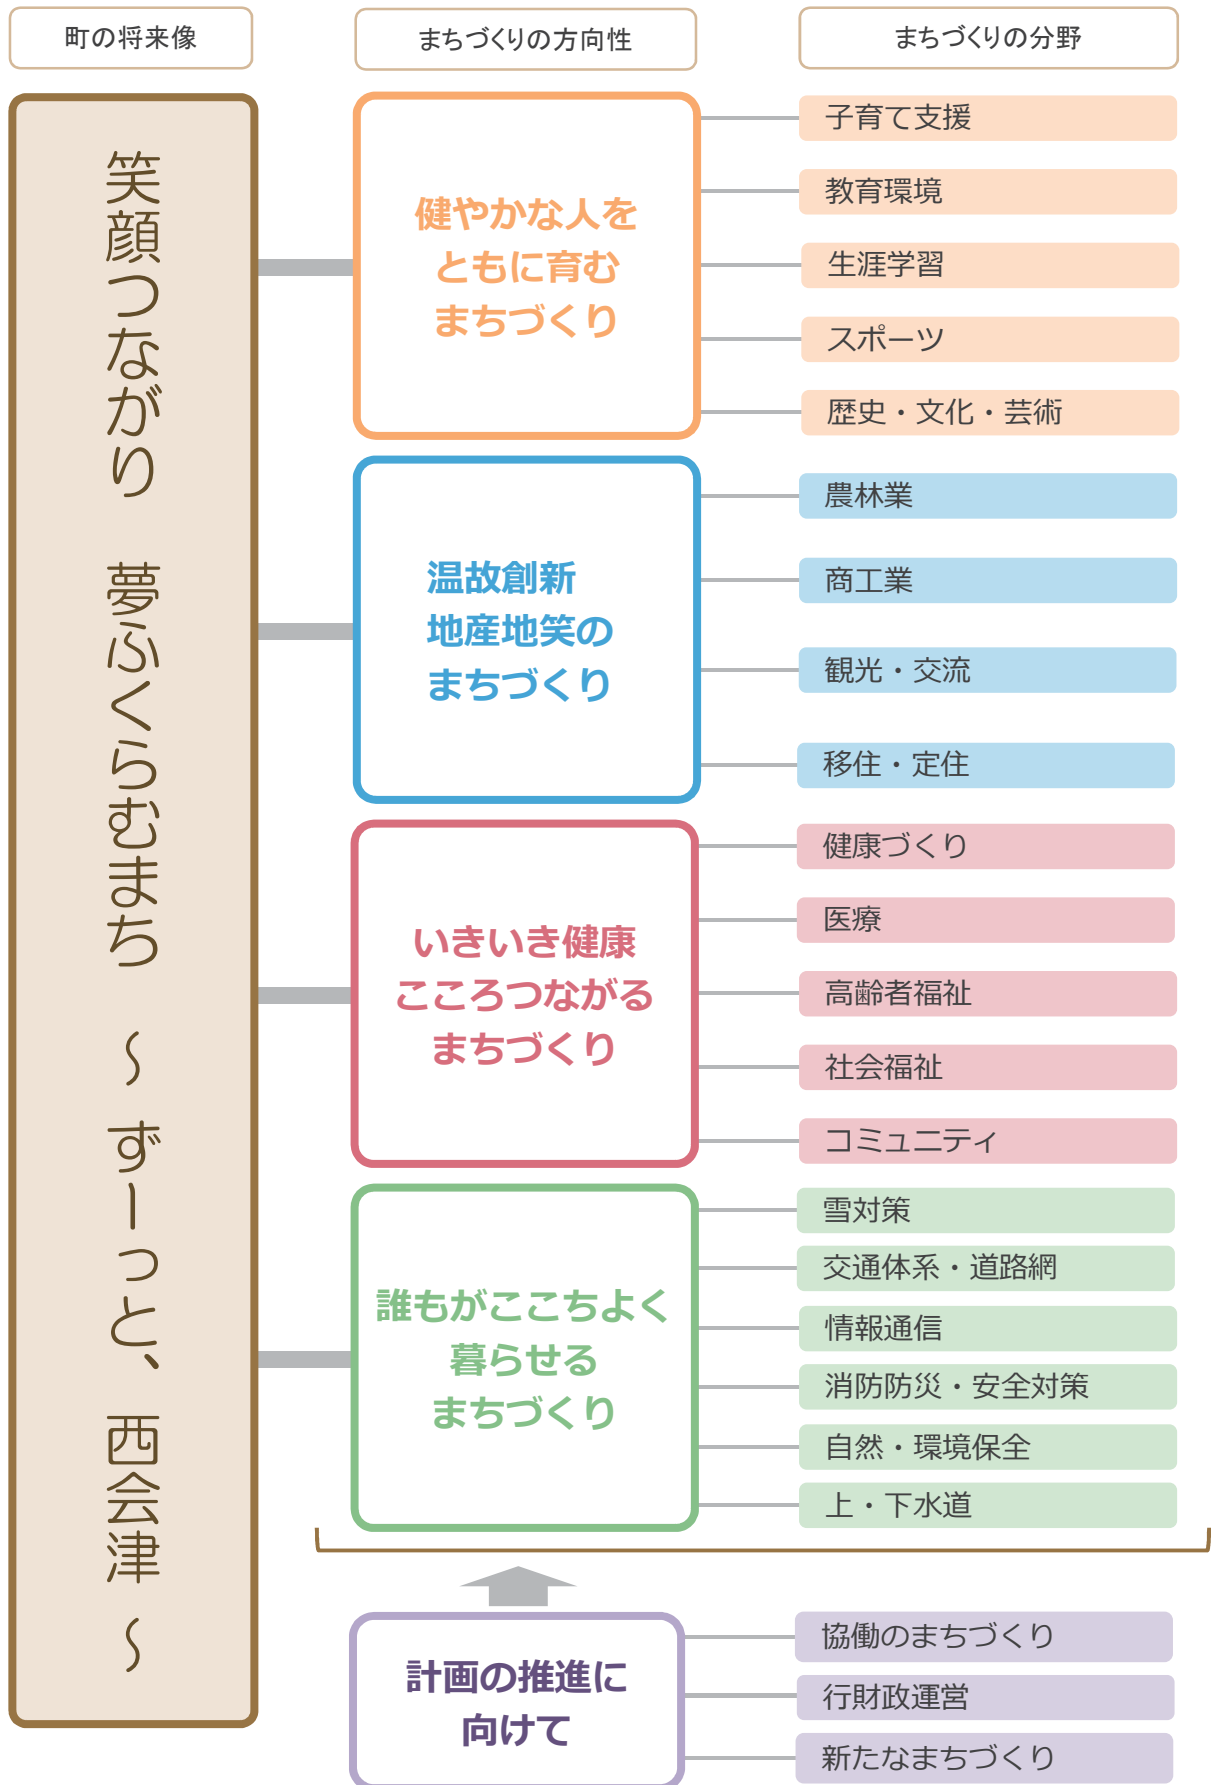 町の将来像
まちづくりの方向性
まちづくりの分野
笑顔つながり　夢ふくらむまち　～　ずーっと、西会津　～
健やかな人を
ともに育む
まちづくり
子育て支援
教育環境
生涯学習
スポーツ
歴史・文化・芸術
温故創新
地産地笑の
まちづくり
農林業
商工業
観光・交流
移住・定住
いきいき健康
こころつながる
まちづくり
健康づくり
医療
高齢者福祉
社会福祉
コミュニティ
誰もがここちよく
暮らせる
まちづくり
雪対策
交通体系・道路網
情報通信
消防防災・安全対策
自然・環境保全
上・下水道
計画の推進に
向けて
協働のまちづくり
行財政運営
新たなまちづくり